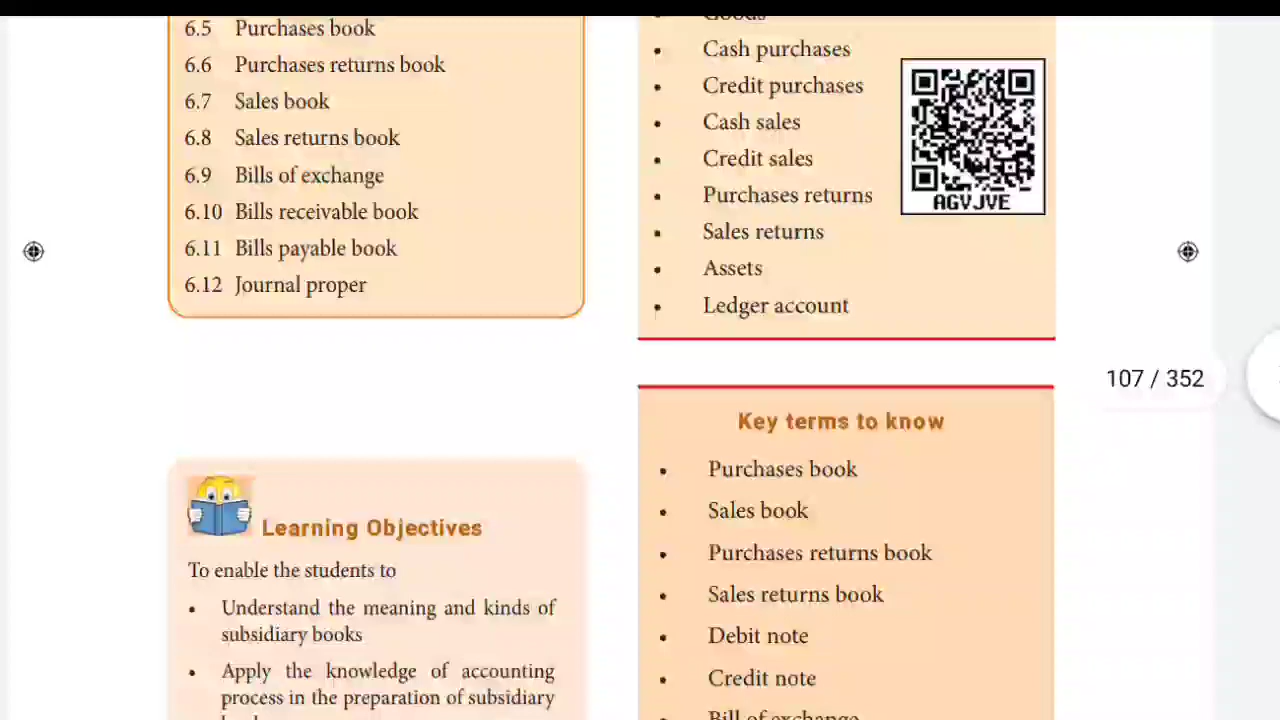 6.5 Purchases book
6.6 Purchases returns book
6.7 Sales book
6.8 Sales returns book
6.9 Bills of exchange
6.10 Bills receivable book
6.11 Bills payable book
6.12 Journal proper
Goods
• Cash purchases
• Credit purchases
• Cash sales
• Credit sales
• Purchases returns
• Sales returns
• Assets
• Ledger account
AGVJVE
107 / 352
Learning Objectives
To enable the students to
• Understand the meaning and kinds of
subsidiary books
• Apply the knowledge of accounting
process in the preparation of subsidiary
Key terms to know
• Purchases book
• Sales book
• Purchases returns book
• Sales returns book
• Debit note
• Credit note
Bill of exchange